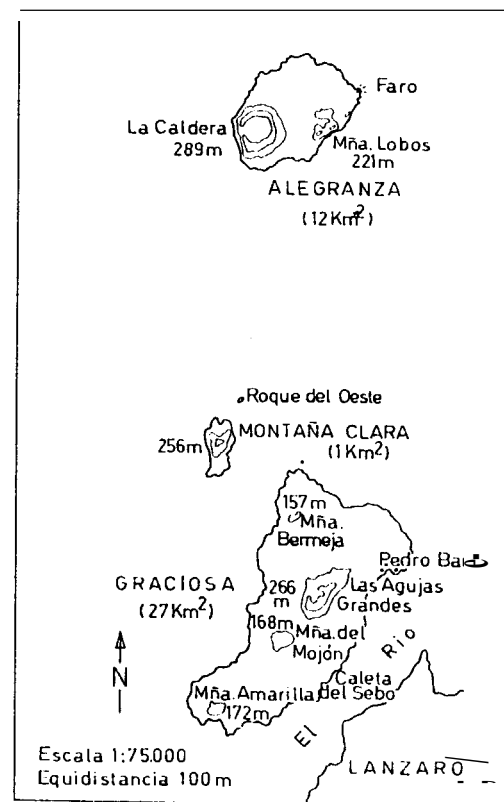 Faro
La Caldera
289m
Mña. Lobos
221m
ALEGRANZA
(12Km²)
Roque del Oeste
MONTAÑA CLARA
(1Km²)
256m
157m
Mña.
Bermeja
Pedro
GRACIOSA
(27Km²)
266
m
Las Agujas
Grandes
168m
Mña. del
Mojón
N
Mña. Amarilla
172m
Caleta
del Sebo
El Rio
Escala 1:75.000
Equidistancia 100m
LANZARO